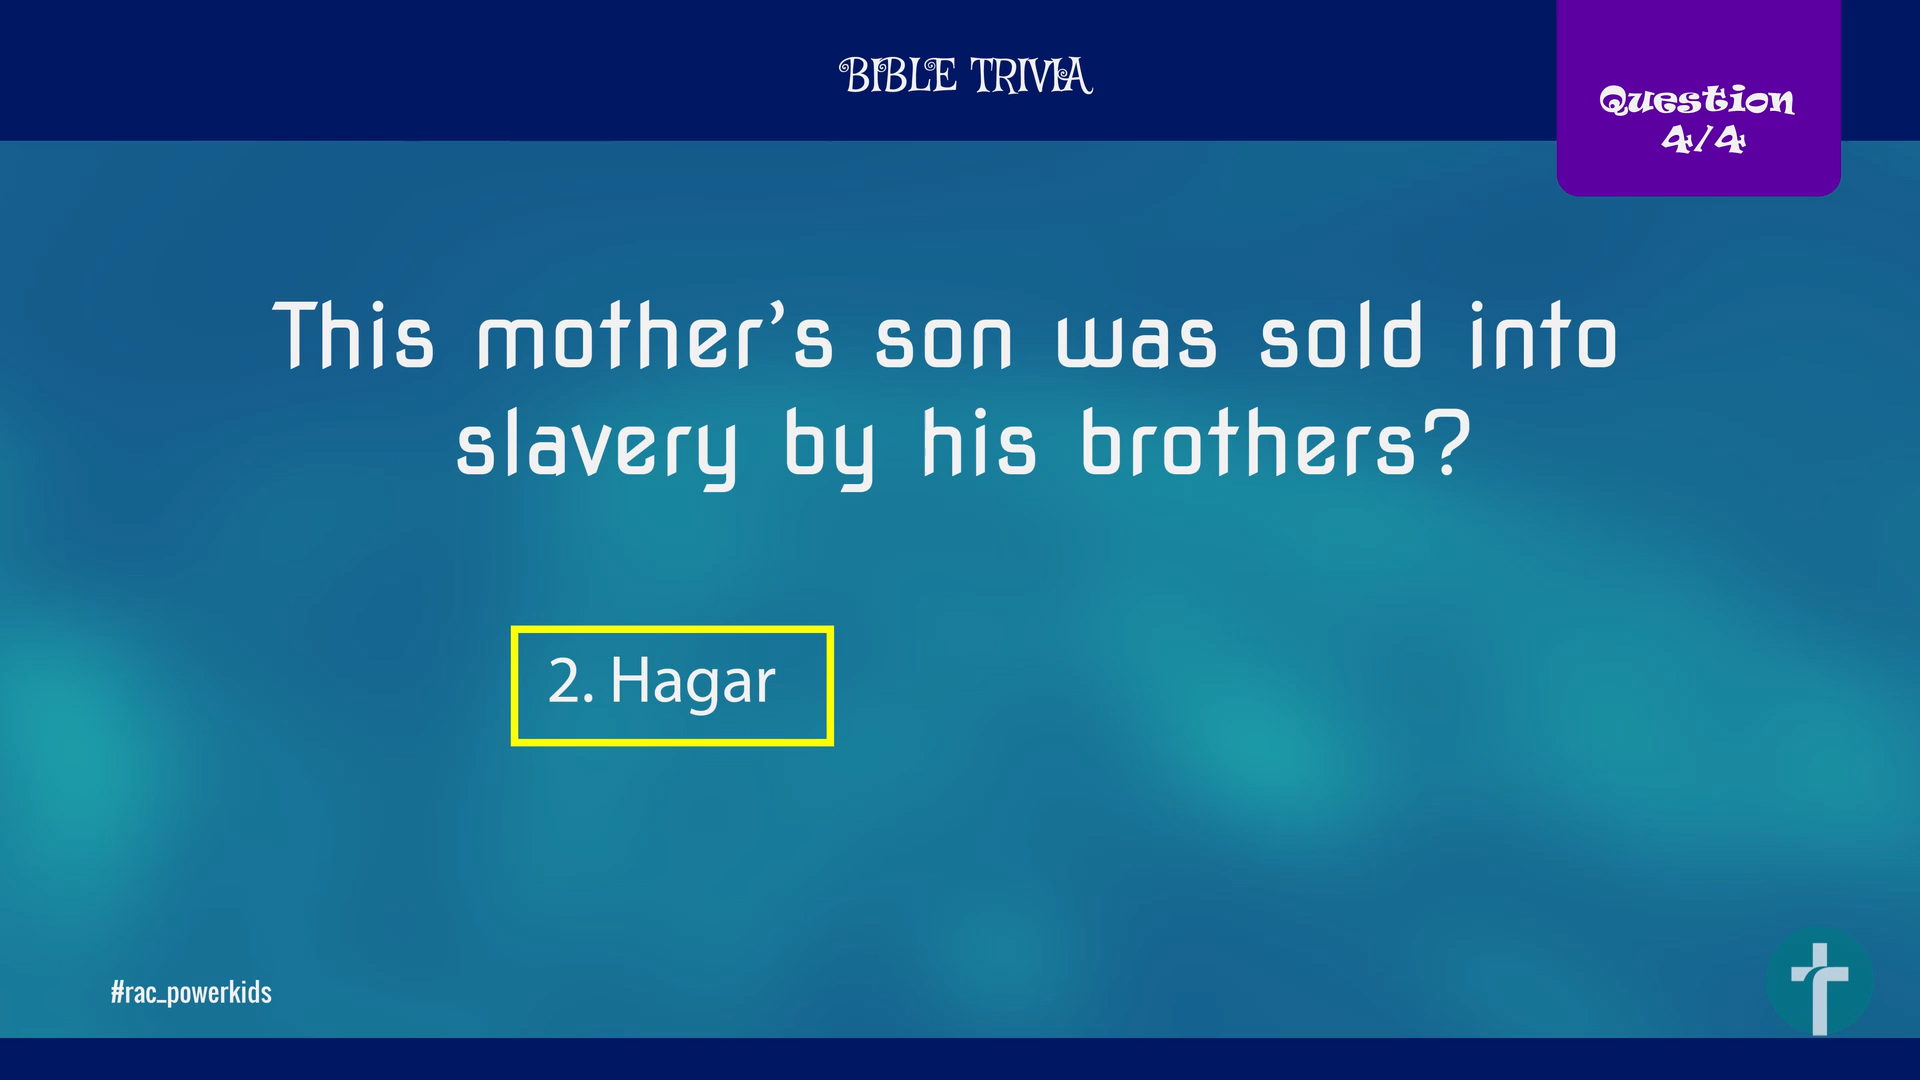 BIBLE TRIVIA
Question
4/4
This mother’s son was sold into
slavery by his brothers?
2. Hagar
#rac_powerkids